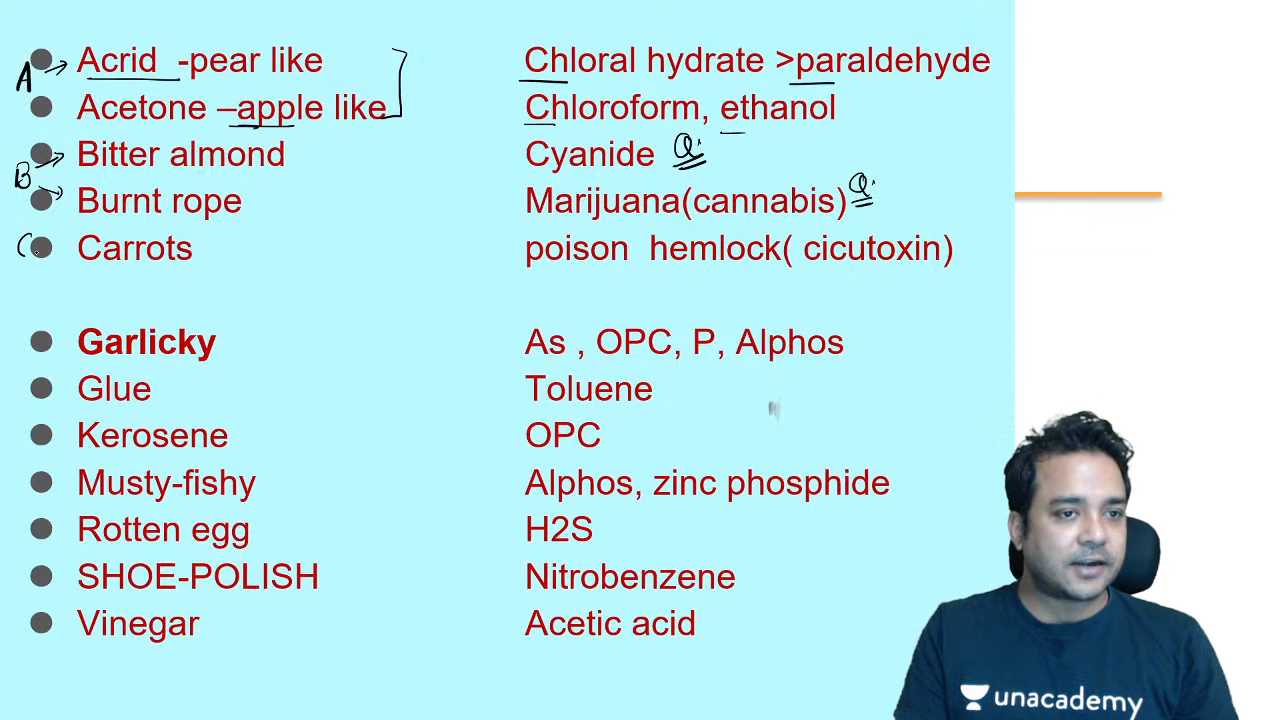 A Acrid -pear like Chloral hydrate >paraldehyde
Acetone –apple like Chloroform, ethanol
Bitter almond Cyanide Q.
B Burnt rope Marijuana(cannabis) Q.
C Carrots poison hemlock( cicutoxin)
Garlicky As , OPC, P, Alphos
Glue Toluene
Kerosene OPC
Musty-fishy Alphos, zinc phosphide
Rotten egg H2S
SHOE-POLISH Nitrobenzene
Vinegar Acetic acid
unacademy